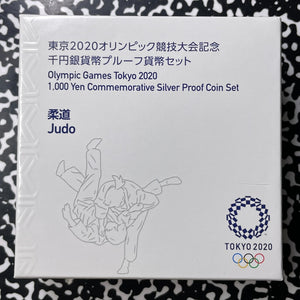 東京2020オリンピック競技大会記念
千円銀貨幣プルーフ貨幣セット
Olympic Games Tokyo 2020
1,000 Yen Commemorative Silver Proof Coin Set
柔道
Judo
TOKYO 2020